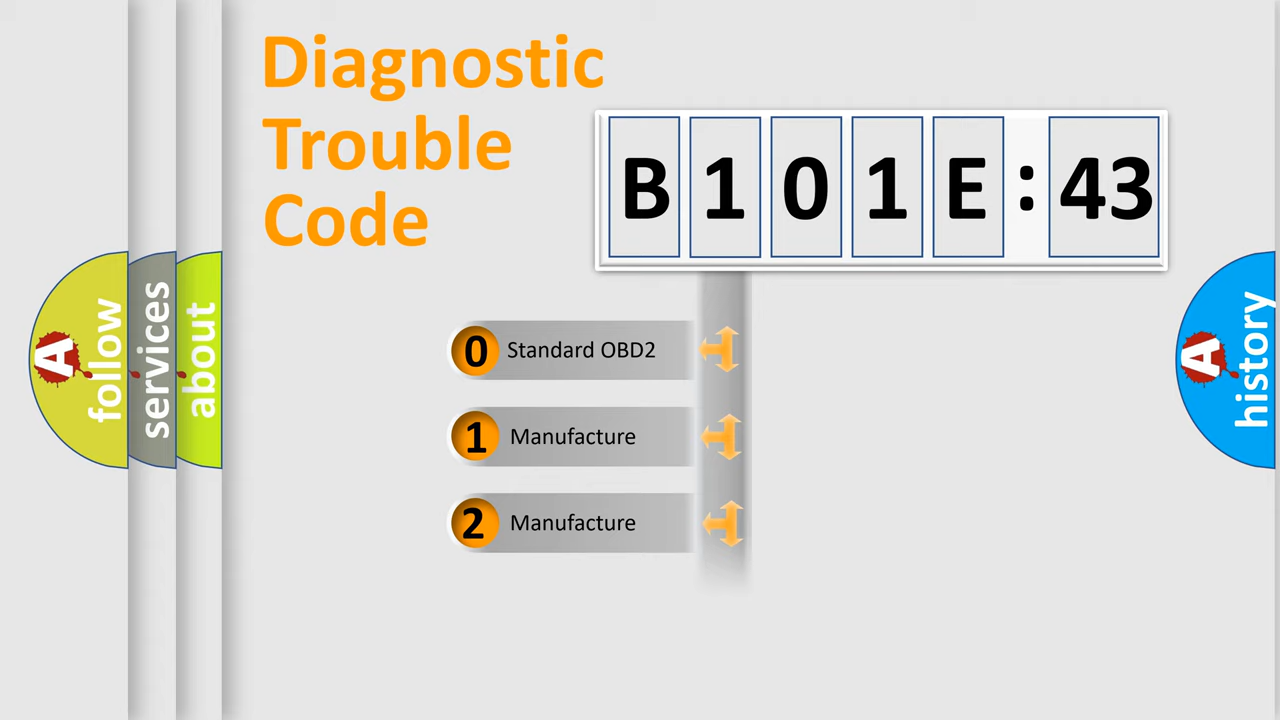 Diagnostic
Trouble
Code
B 1 0 1 E : 43
0 Standard OBD2
1 Manufacture
2 Manufacture
A follow
services
about
A history